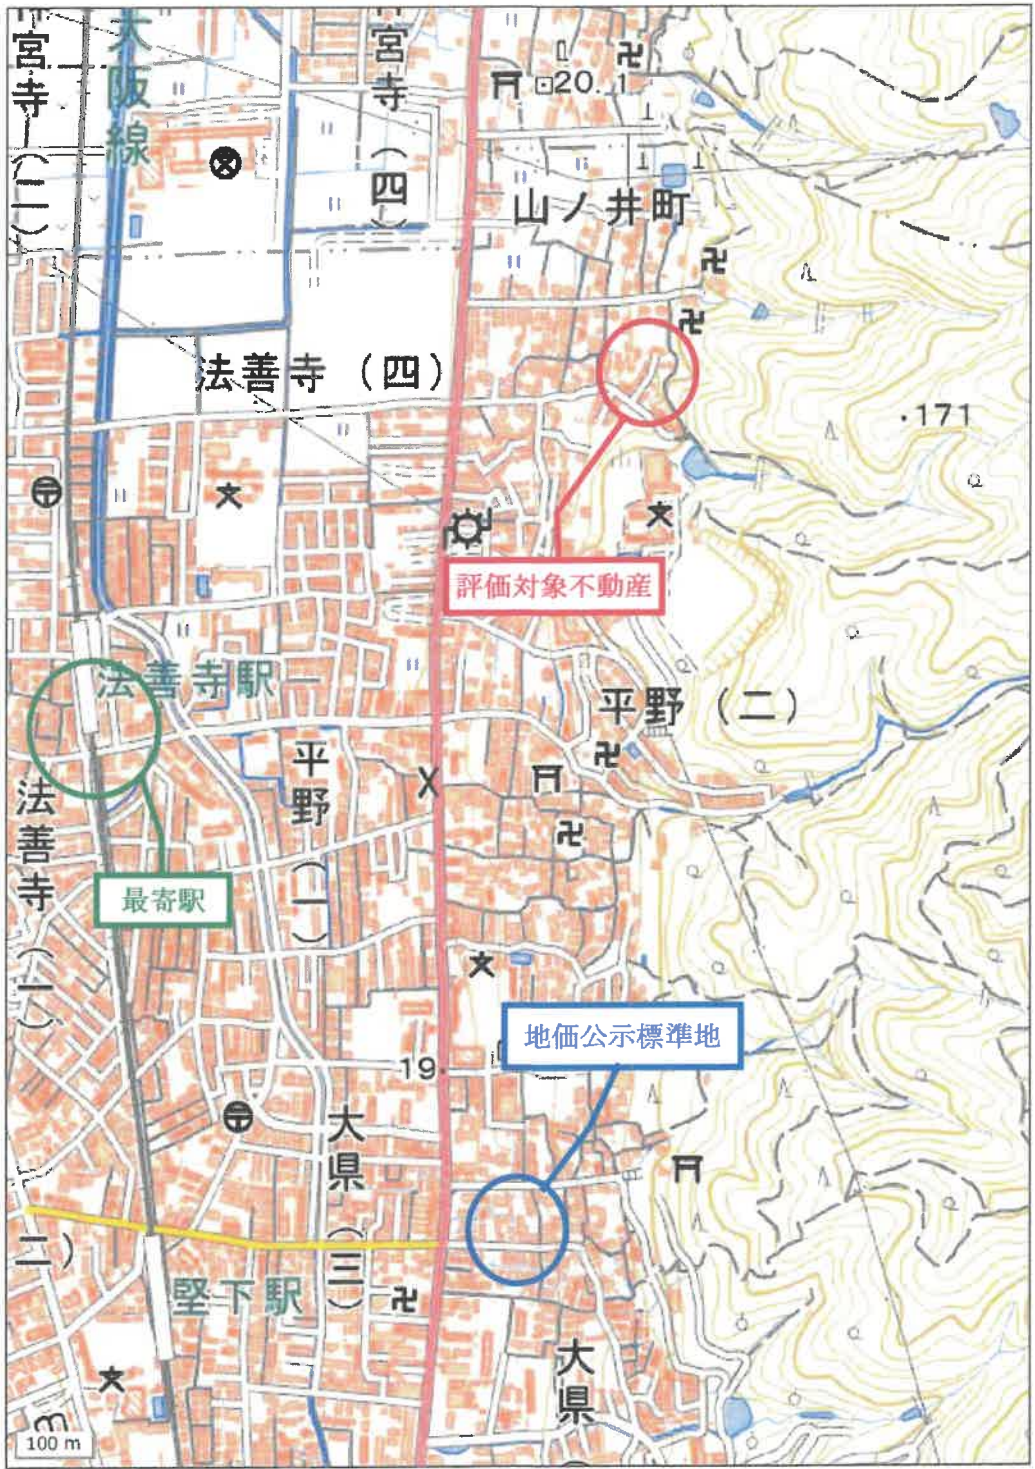 宮寺(二)
大阪線
宮寺(四)
20.1
山ノ井町
法善寺(四)
・171
評価対象不動産
法善寺駅
平野(二)
平野(一)
法善寺(一)
最寄駅
地価公示標準地
19.
大県(三)
二)
堅下駅
大県
100 m